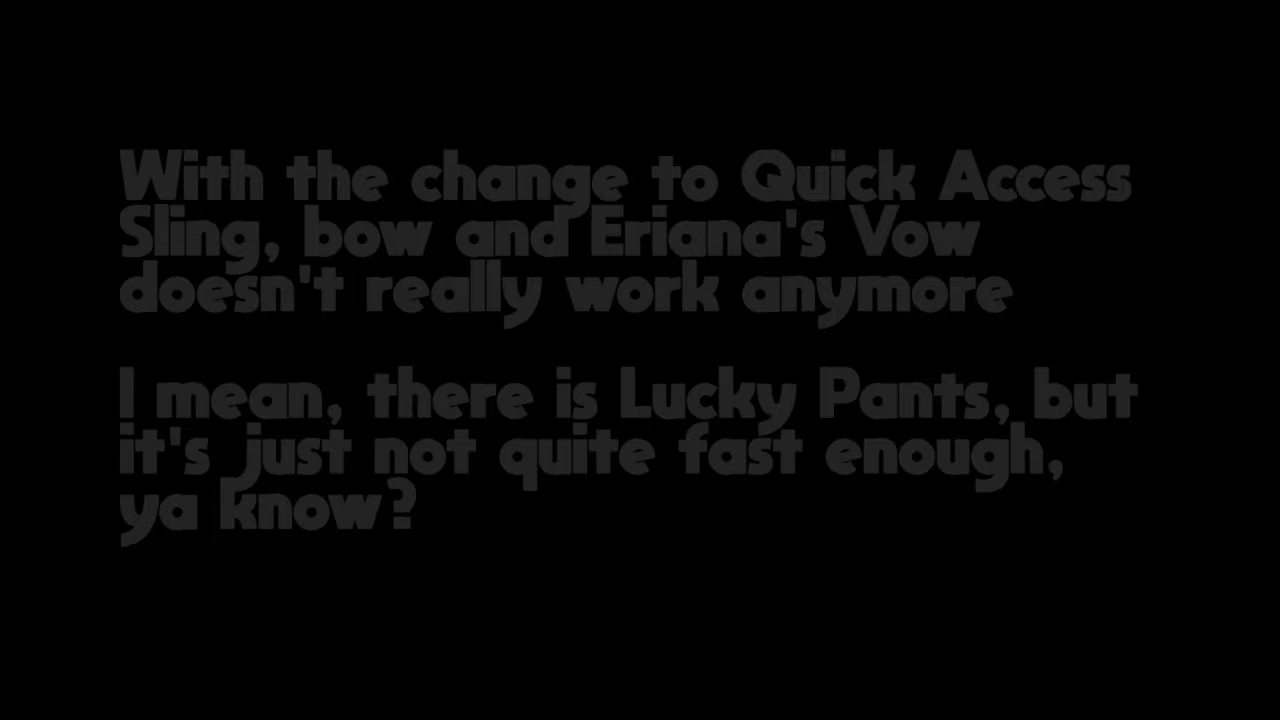 With the change to Quick Access
Sling, bow and Eriana's Vow
doesn't really work anymore
I mean, there is Lucky Pants, but
it's just not quite fast enough,
ya know?